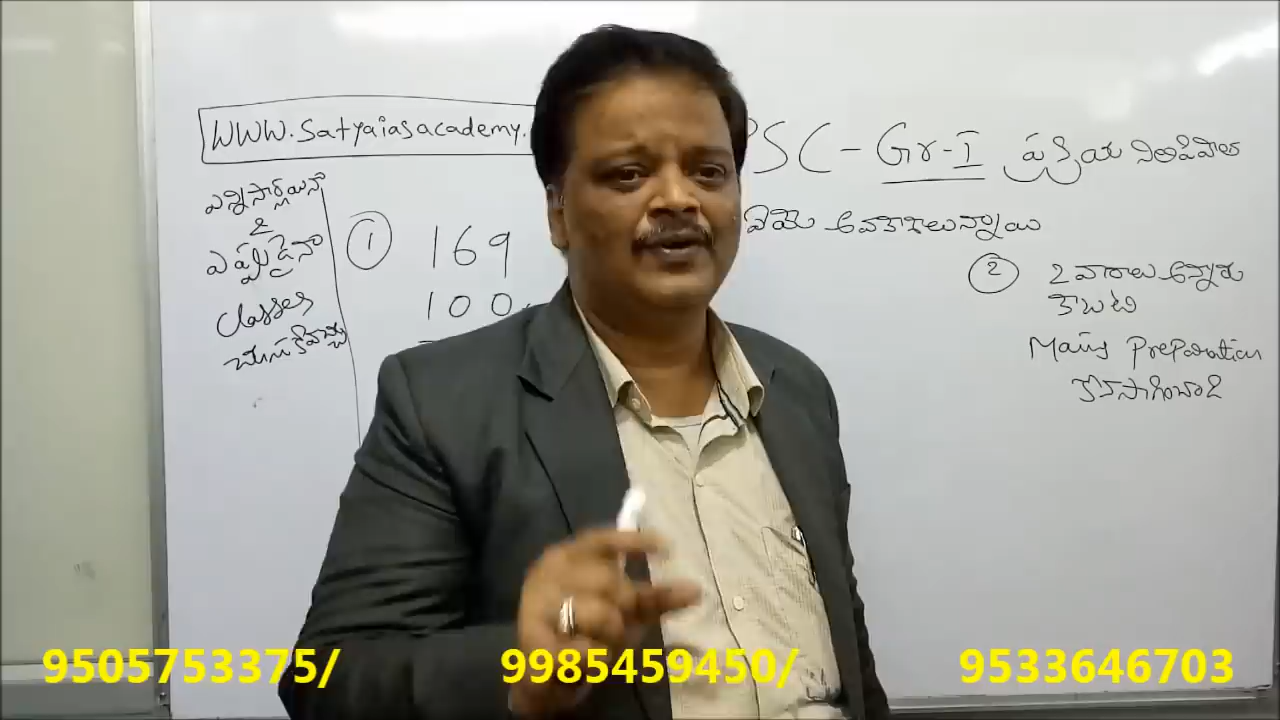 www.satyaiasacademy.
PSC - Gr-I ప్రక్రియ నిలిపివేత
ఎన్నిసార్లయినా
&
ఎప్పుడైనా
classes
చూసుకోవచ్చు
① 169
100
అవకాశాలున్నాయి
② 2 వారాలు అన్నారు
కాబట్టి
Mains Preparation
కొనసాగించండి
9505753375/ 9985459450/ 9533646703